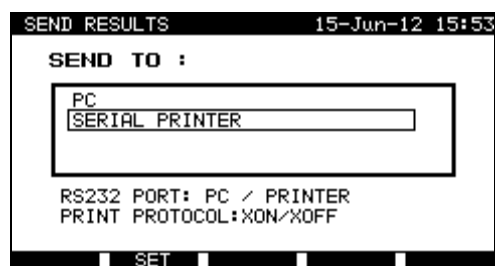 SEND RESULTS 15-Jun-12 15:53
SEND TO :
PC
SERIAL PRINTER
RS232 PORT: PC / PRINTER
PRINT PROTOCOL:XON/XOFF
SET